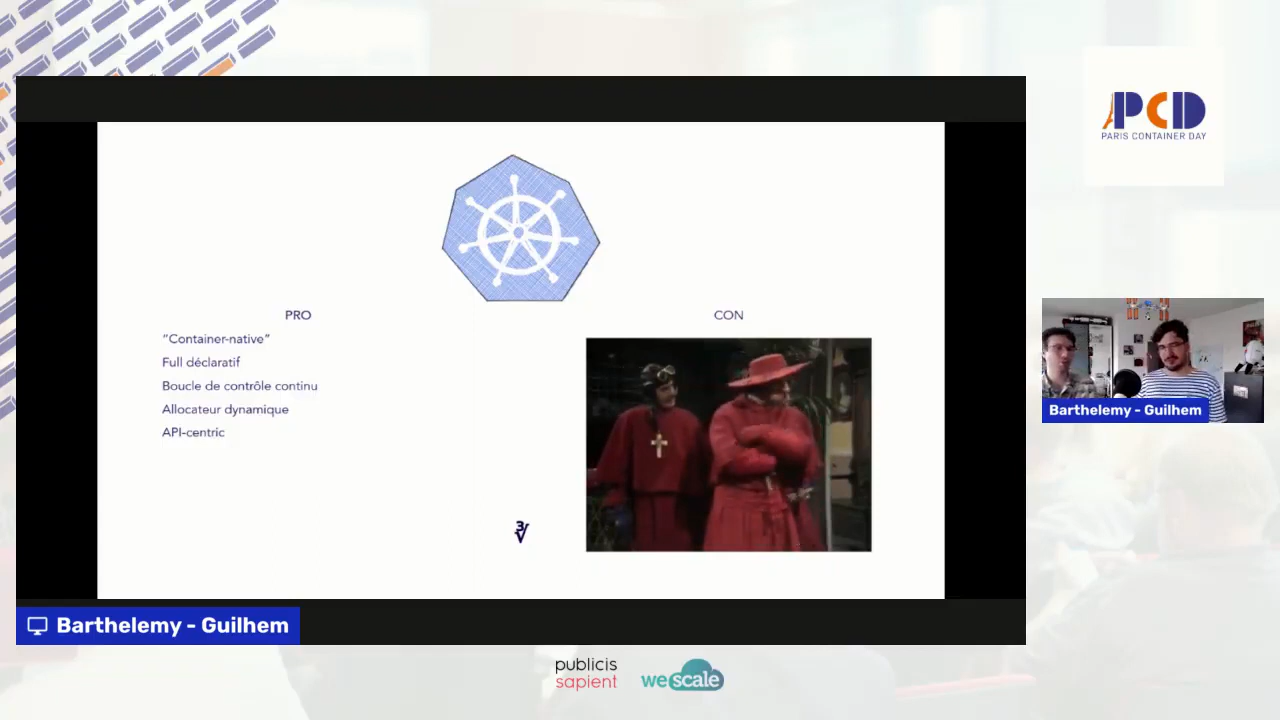 PCD
PARIS CONTAINER DAY
PRO
CON
“Container-native”
Full déclaratif
Boucle de contrôle continu
Allocateur dynamique
API-centric
Barthelemy - Guilhem
Barthelemy - Guilhem
publicis
sapient
wescale